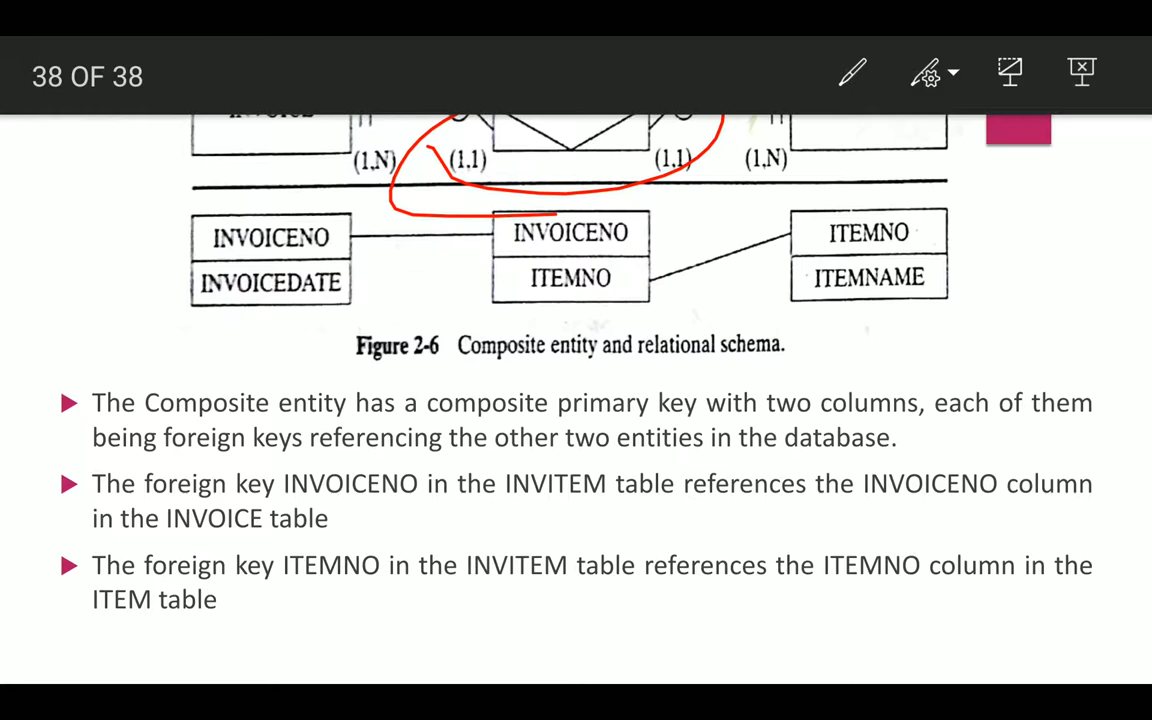 38 OF 38
(1,N) (1,1) (1,1) (1,N)
INVOICENO INVOICENO ITEMNO
INVOICEDATE ITEMNO ITEMNAME
Figure 2-6 Composite entity and relational schema.
The Composite entity has a composite primary key with two columns, each of them
being foreign keys referencing the other two entities in the database.
The foreign key INVOICENO in the INVITEM table references the INVOICENO column
in the INVOICE table
The foreign key ITEMNO in the INVITEM table references the ITEMNO column in the
ITEM table